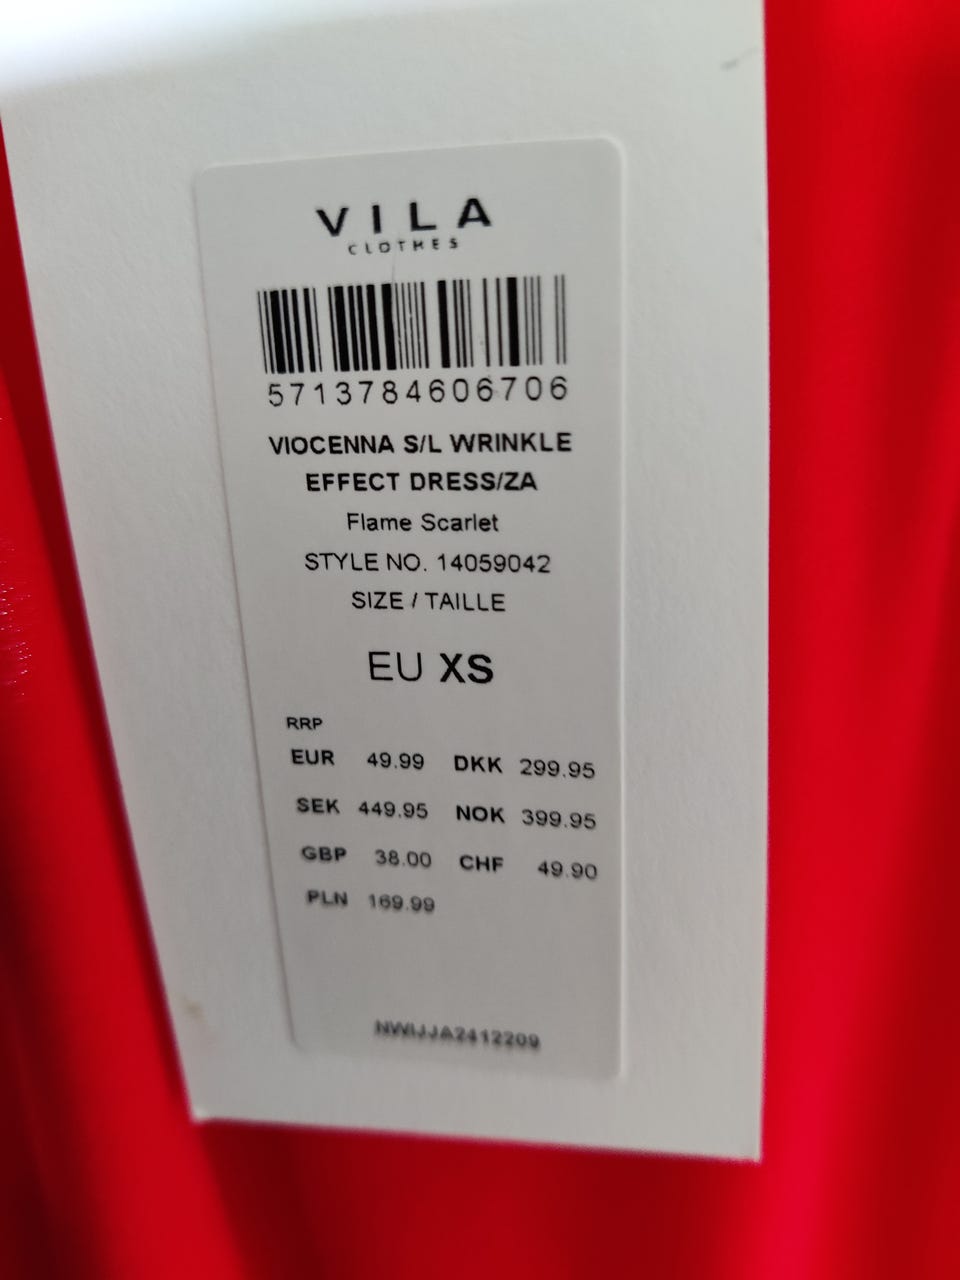 VILA
CLOTHES
5713784606706
VIOCENNA S/L WRINKLE
EFFECT DRESS/ZA
Flame Scarlet
STYLE NO. 14059042
SIZE / TAILLE
EU XS
RRP
EUR 49.99 DKK 299.95
SEK 449.95 NOK 399.95
GBP 38.00 CHF 49.90
PLN 169.99
NWIJJA2412209